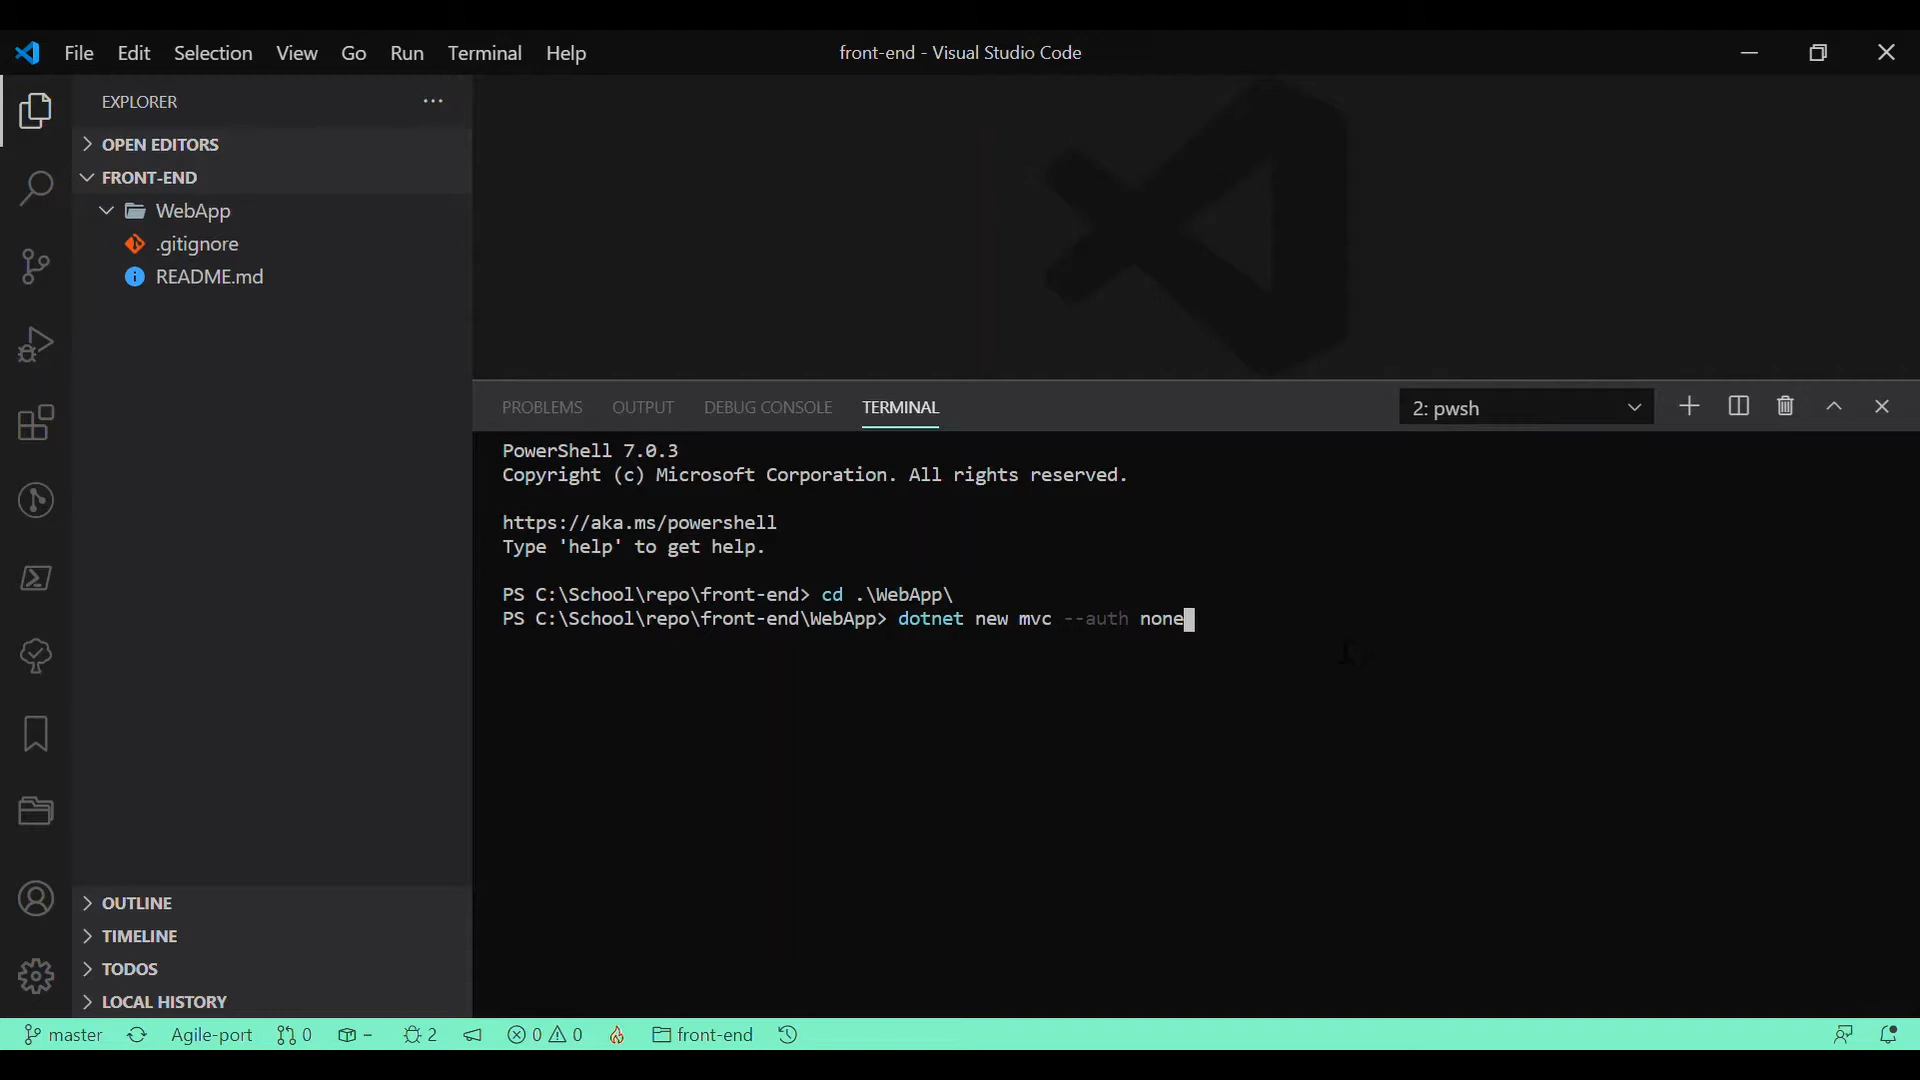 File Edit Selection View Go Run Terminal Help
front-end - Visual Studio Code
EXPLORER
OPEN EDITORS
FRONT-END
WebApp
.gitignore
README.md
OUTLINE
TIMELINE
TODOS
LOCAL HISTORY
PROBLEMS OUTPUT DEBUG CONSOLE TERMINAL
2: pwsh
PowerShell 7.0.3
Copyright (c) Microsoft Corporation. All rights reserved.
https://aka.ms/powershell
Type 'help' to get help.
PS C:\School\repo\front-end> cd .\WebApp\
PS C:\School\repo\front-end\WebApp> dotnet new mvc --auth none
master Agile-port 0 - 2 0 0 front-end